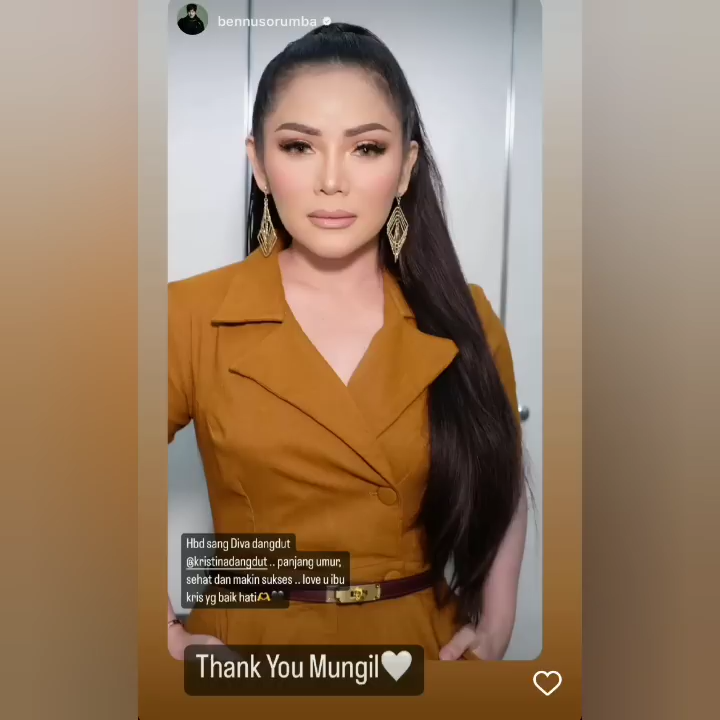 bennusorumba
Hbd sang Diva dangdut
@kristinadangdut .. panjang umur,
sehat dan makin sukses .. love u ibu
kris yg baik hati🫶🖤
Thank You Mungil🤍